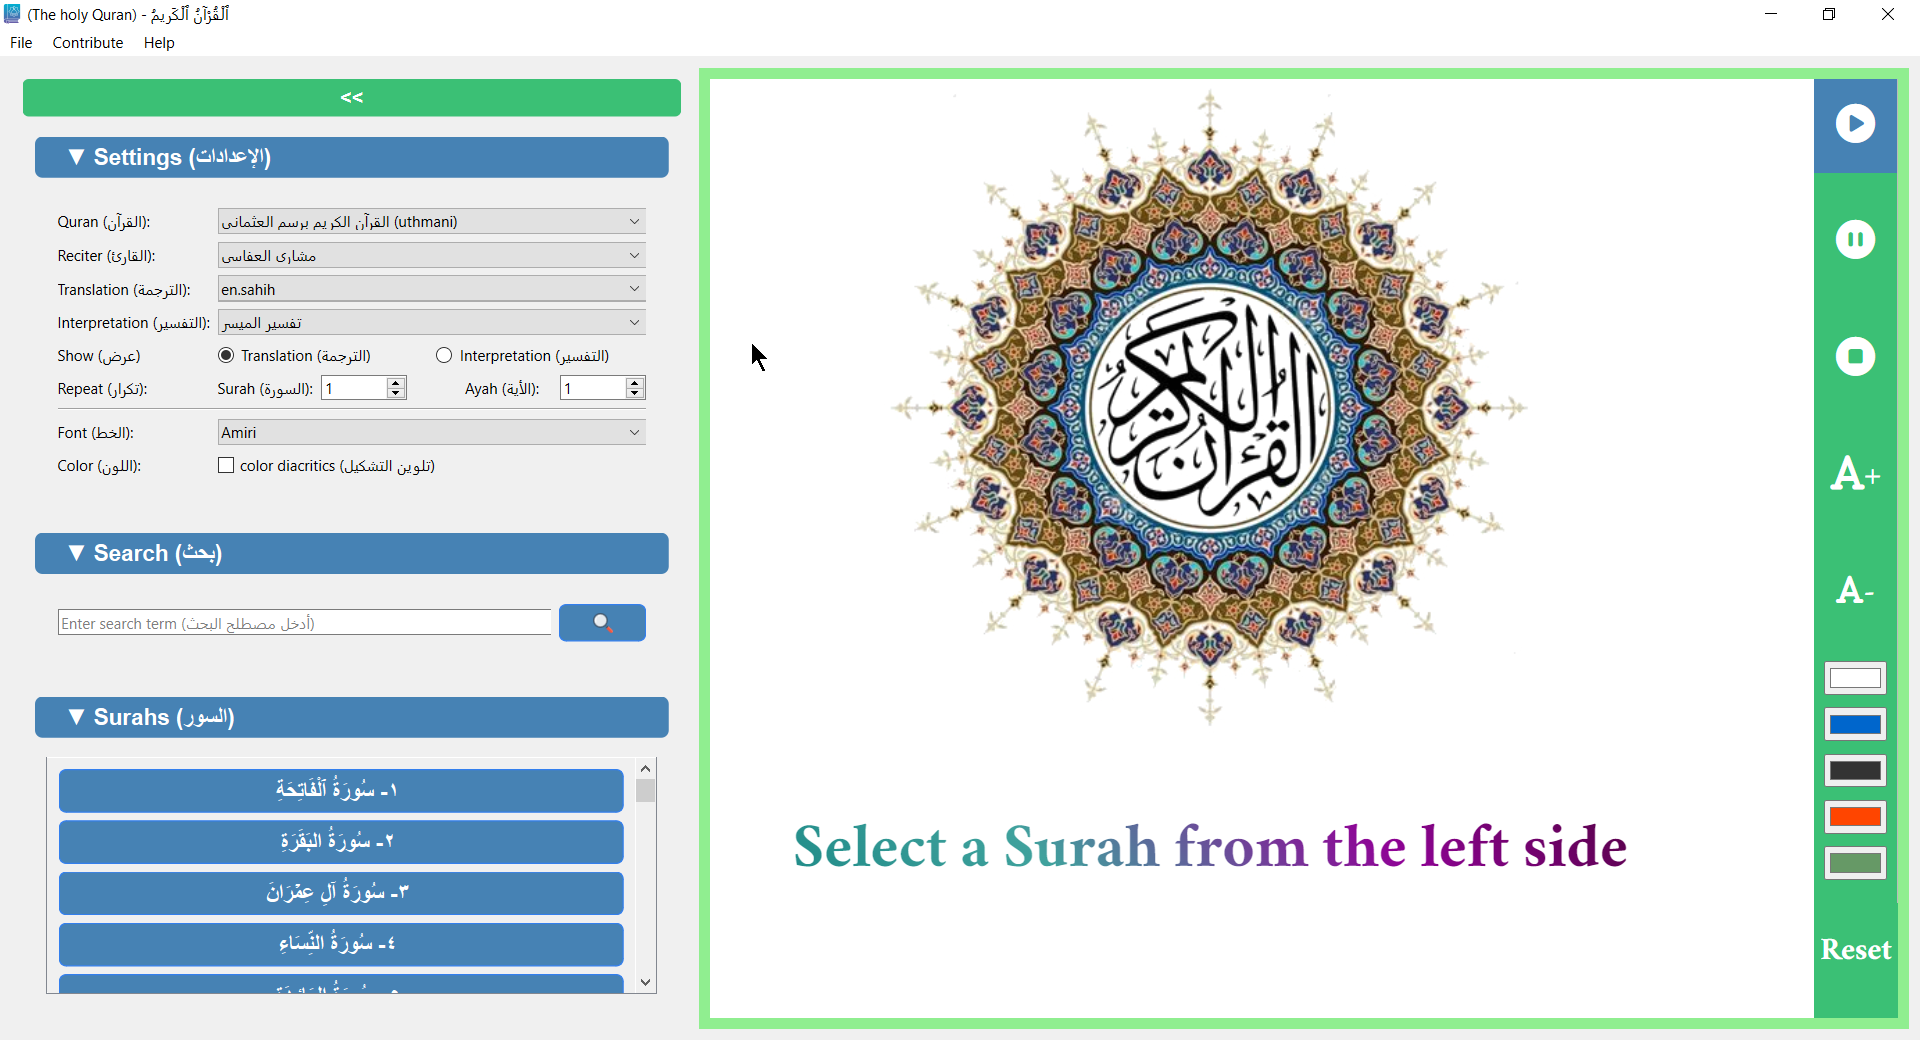 (The holy Quran) - ٱلْقُرْآنُ ٱلْكَرِيمُ
File Contribute Help
<<
▼ Settings (الإعدادات)
Quran (القرآن): القرآن الكريم برسم العثماني (uthmani)
Reciter (القارئ): مشاري العفاسي
Translation (الترجمة): en.sahih
Interpretation (التفسير): تفسير الميسر
Show (عرض) Translation (الترجمة) Interpretation (التفسير)
Repeat (تكرار): Surah (السورة): 1 Ayah (الأية): 1
Font (الخط): Amiri
Color (اللون): color diacritics (تلوين التشكيل)
▼ Search (بحث)
Enter search term (أدخل مصطلح البحث)
▼ Surahs (السور)
١- سُورَةُ ٱلْفَاتِحَةِ
٢- سُورَةُ البَقَرَةِ
٣- سُورَةُ آلِ عِمْرَانَ
٤- سُورَةُ النِّسَاءِ
القرآن الكريم
Select a Surah from the left side
A+
A-
Reset